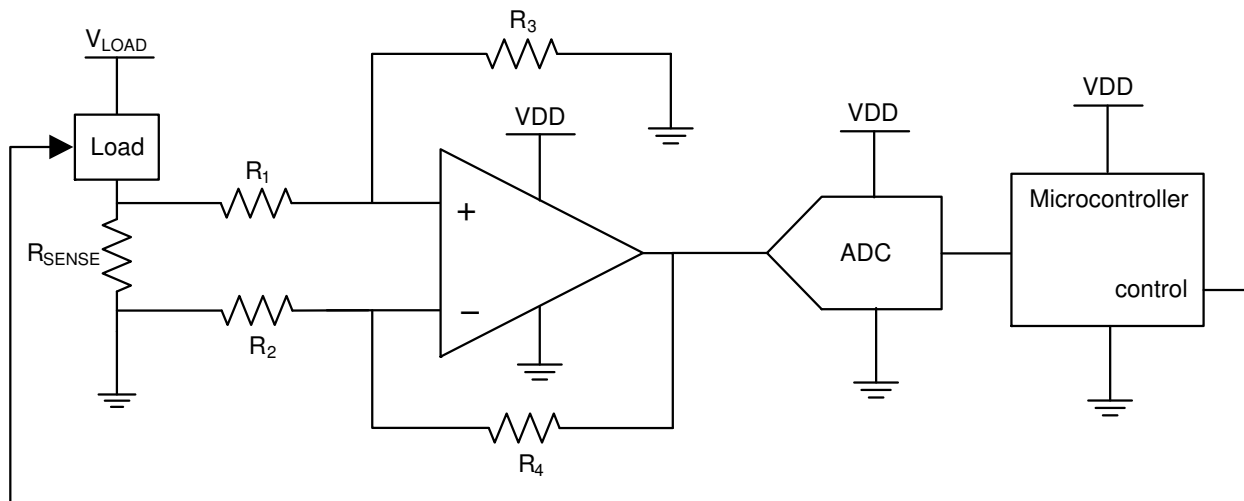 R3
VLOAD
VDD
VDD
VDD
Load
R1
+
Microcontroller
RSENSE
ADC
control
−
R2
R4